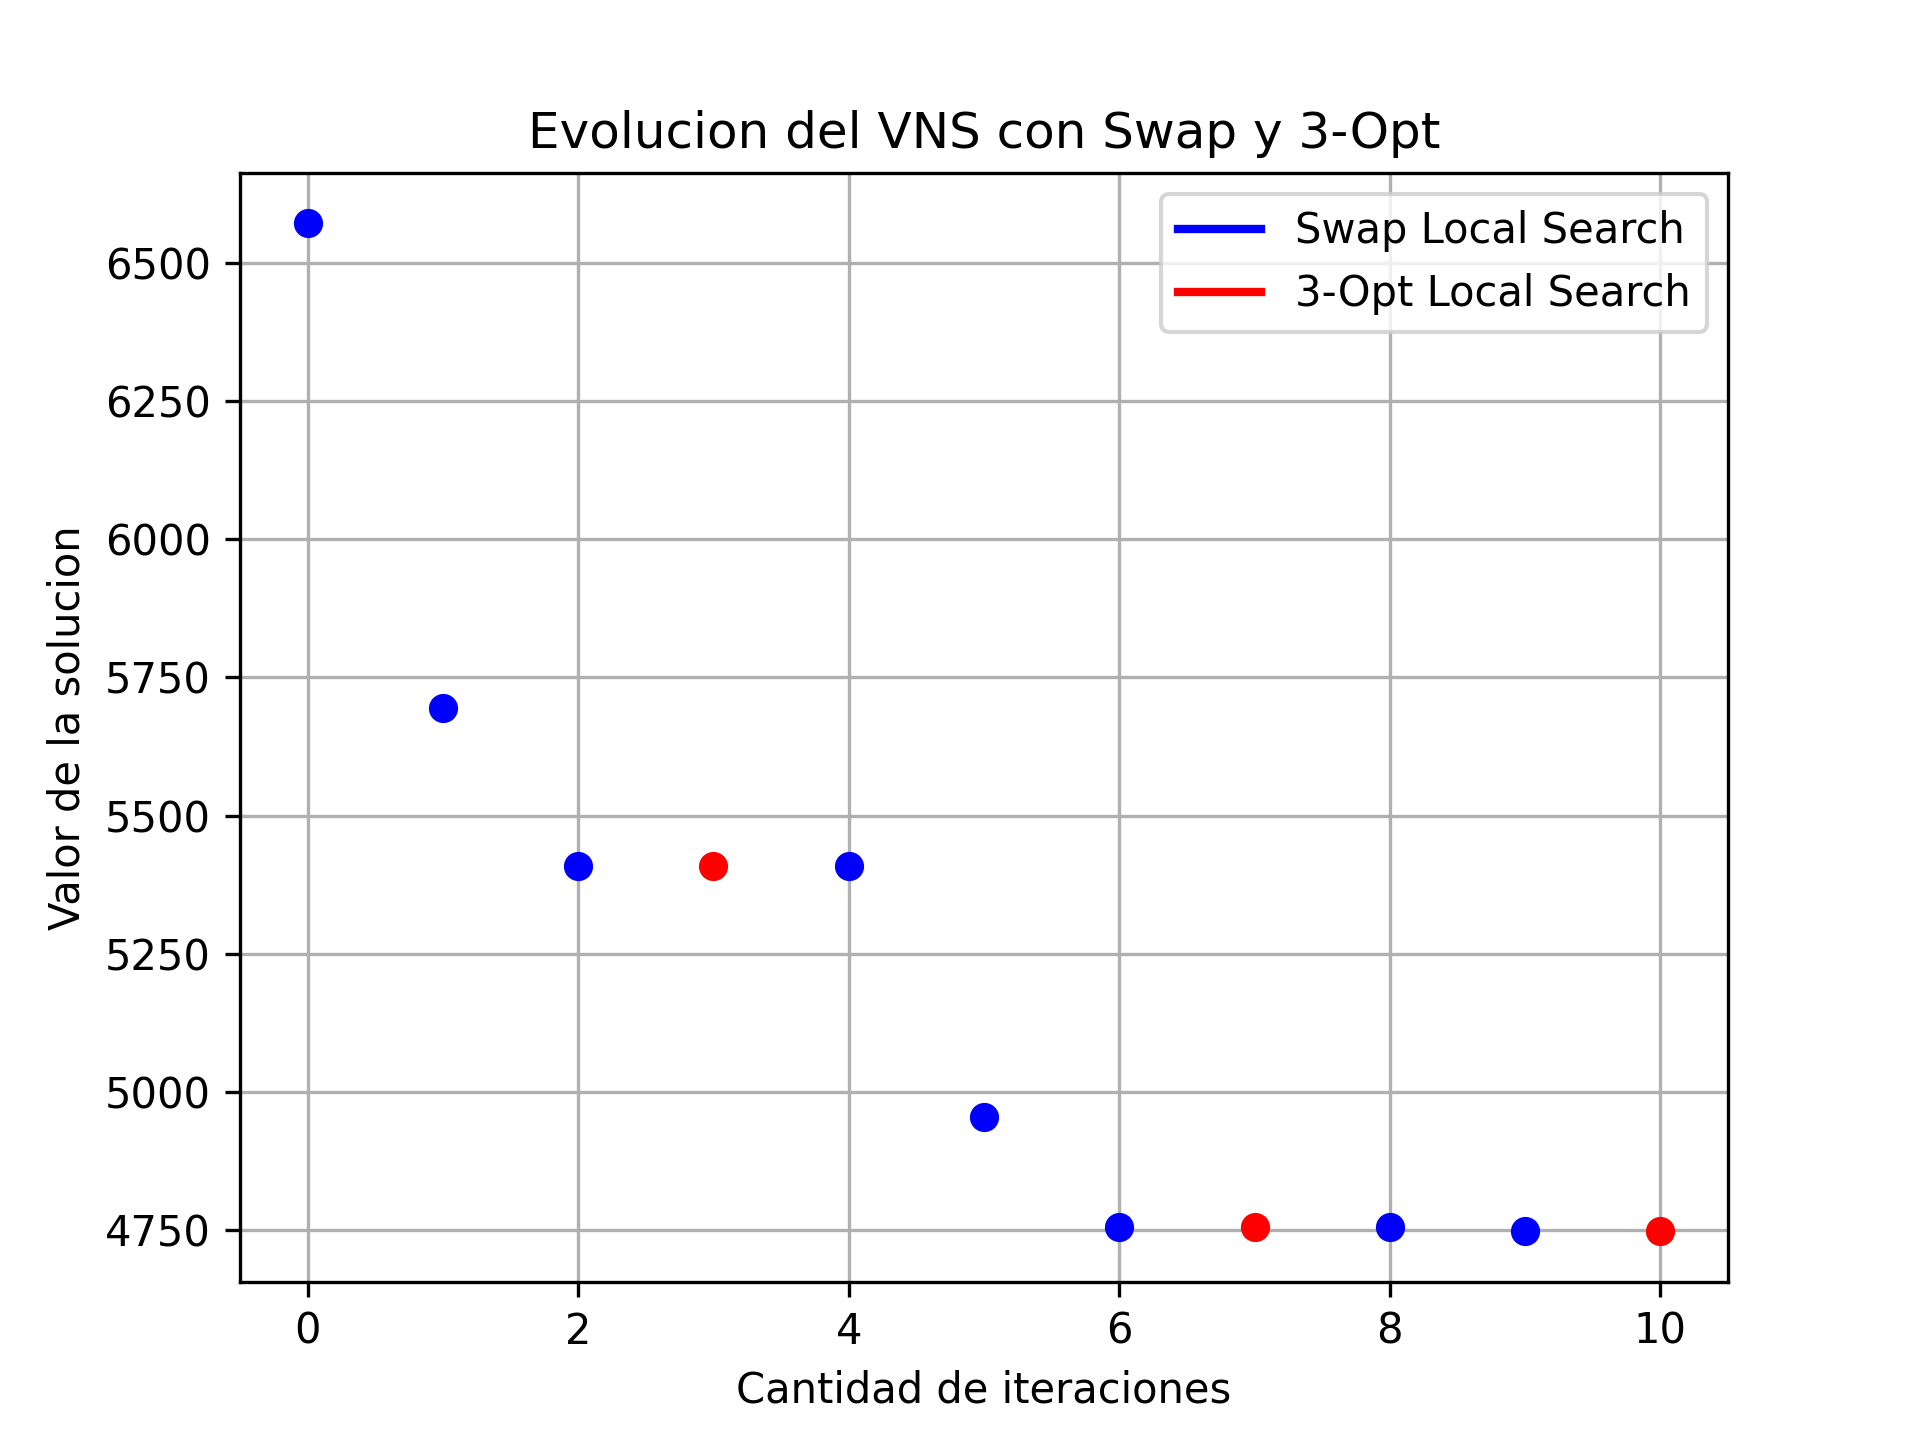 Evolucion del VNS con Swap y 3-Opt
Swap Local Search
3-Opt Local Search
Valor de la solucion
6500
6250
6000
5750
5500
5250
5000
4750
0 2 4 6 8 10
Cantidad de iteraciones